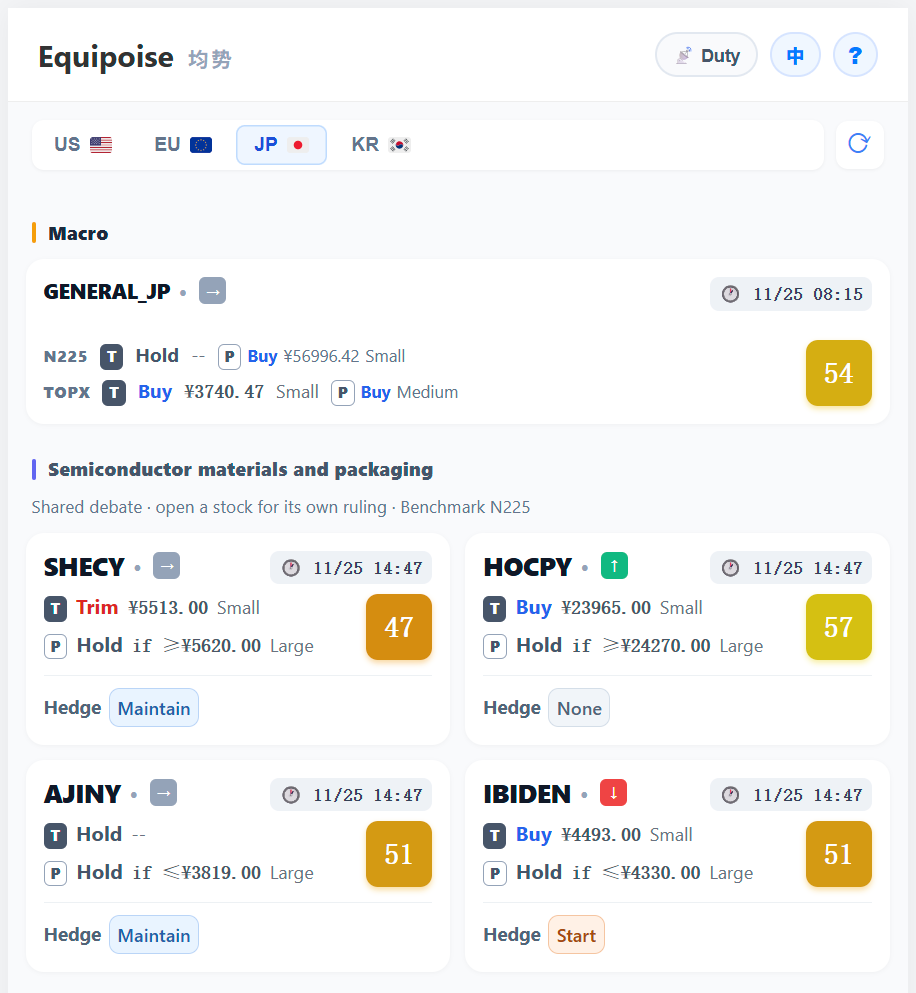 Equipoise 均势
Duty 中 ?
US EU JP KR
Macro
GENERAL_JP • → 11/25 08:15
N225 T Hold -- P Buy ¥56996.42 Small
TOPX T Buy ¥3740.47 Small P Buy Medium
54
Semiconductor materials and packaging
Shared debate · open a stock for its own ruling · Benchmark N225
SHECY • → 11/25 14:47
T Trim ¥5513.00 Small
P Hold if ≥¥5620.00 Large
47
Hedge Maintain
HOCPY • ↑ 11/25 14:47
T Buy ¥23965.00 Small
P Hold if ≥¥24270.00 Large
57
Hedge None
AJINY • → 11/25 14:47
T Hold --
P Hold if ≤¥3819.00 Large
51
Hedge Maintain
IBIDEN • ↓ 11/25 14:47
T Buy ¥4493.00 Small
P Hold if ≤¥4330.00 Large
51
Hedge Start